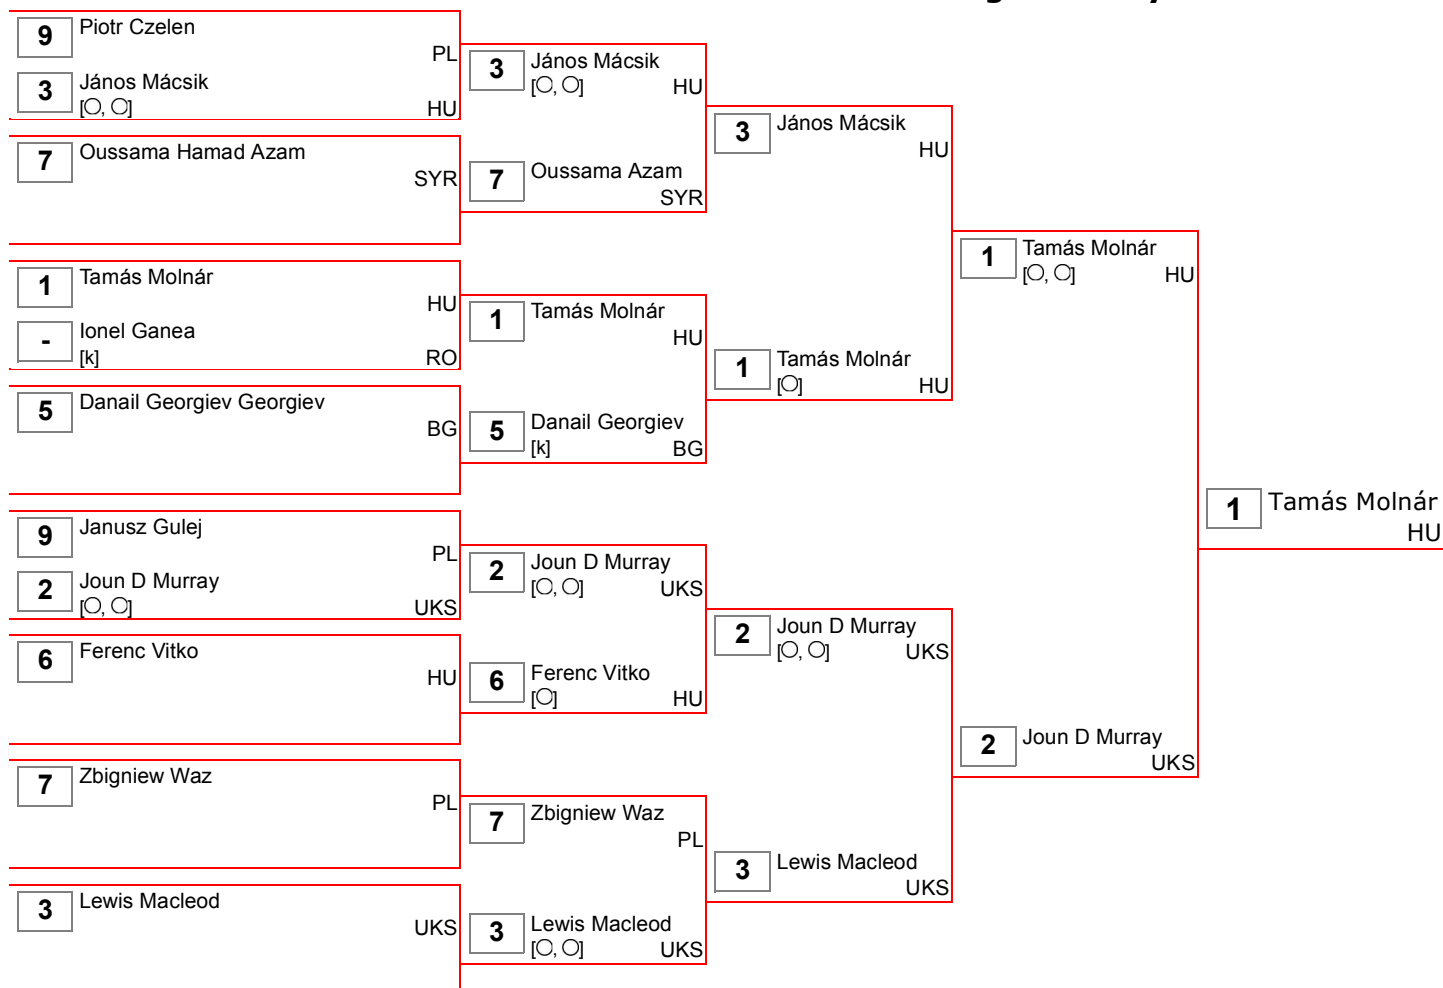 9 Piotr Czelen
PL
3 János Mácsik
[O, O] HU
7 Oussama Hamad Azam
SYR
1 Tamás Molnár
HU
- Ionel Ganea
[k] RO
5 Danail Georgiev Georgiev
BG
9 Janusz Gulej
PL
2 Joun D Murray
[O, O] UKS
6 Ferenc Vitko
HU
7 Zbigniew Waz
PL
3 Lewis Macleod
UKS
3 János Mácsik
[O, O] HU
7 Oussama Azam
SYR
1 Tamás Molnár
HU
5 Danail Georgiev
[k] BG
2 Joun D Murray
[O, O] UKS
6 Ferenc Vitko
[O] HU
7 Zbigniew Waz
PL
3 Lewis Macleod
[O, O] UKS
3 János Mácsik
HU
1 Tamás Molnár
[O] HU
2 Joun D Murray
[O, O] UKS
3 Lewis Macleod
UKS
1 Tamás Molnár
[O, O] HU
2 Joun D Murray
UKS
1 Tamás Molnár
HU